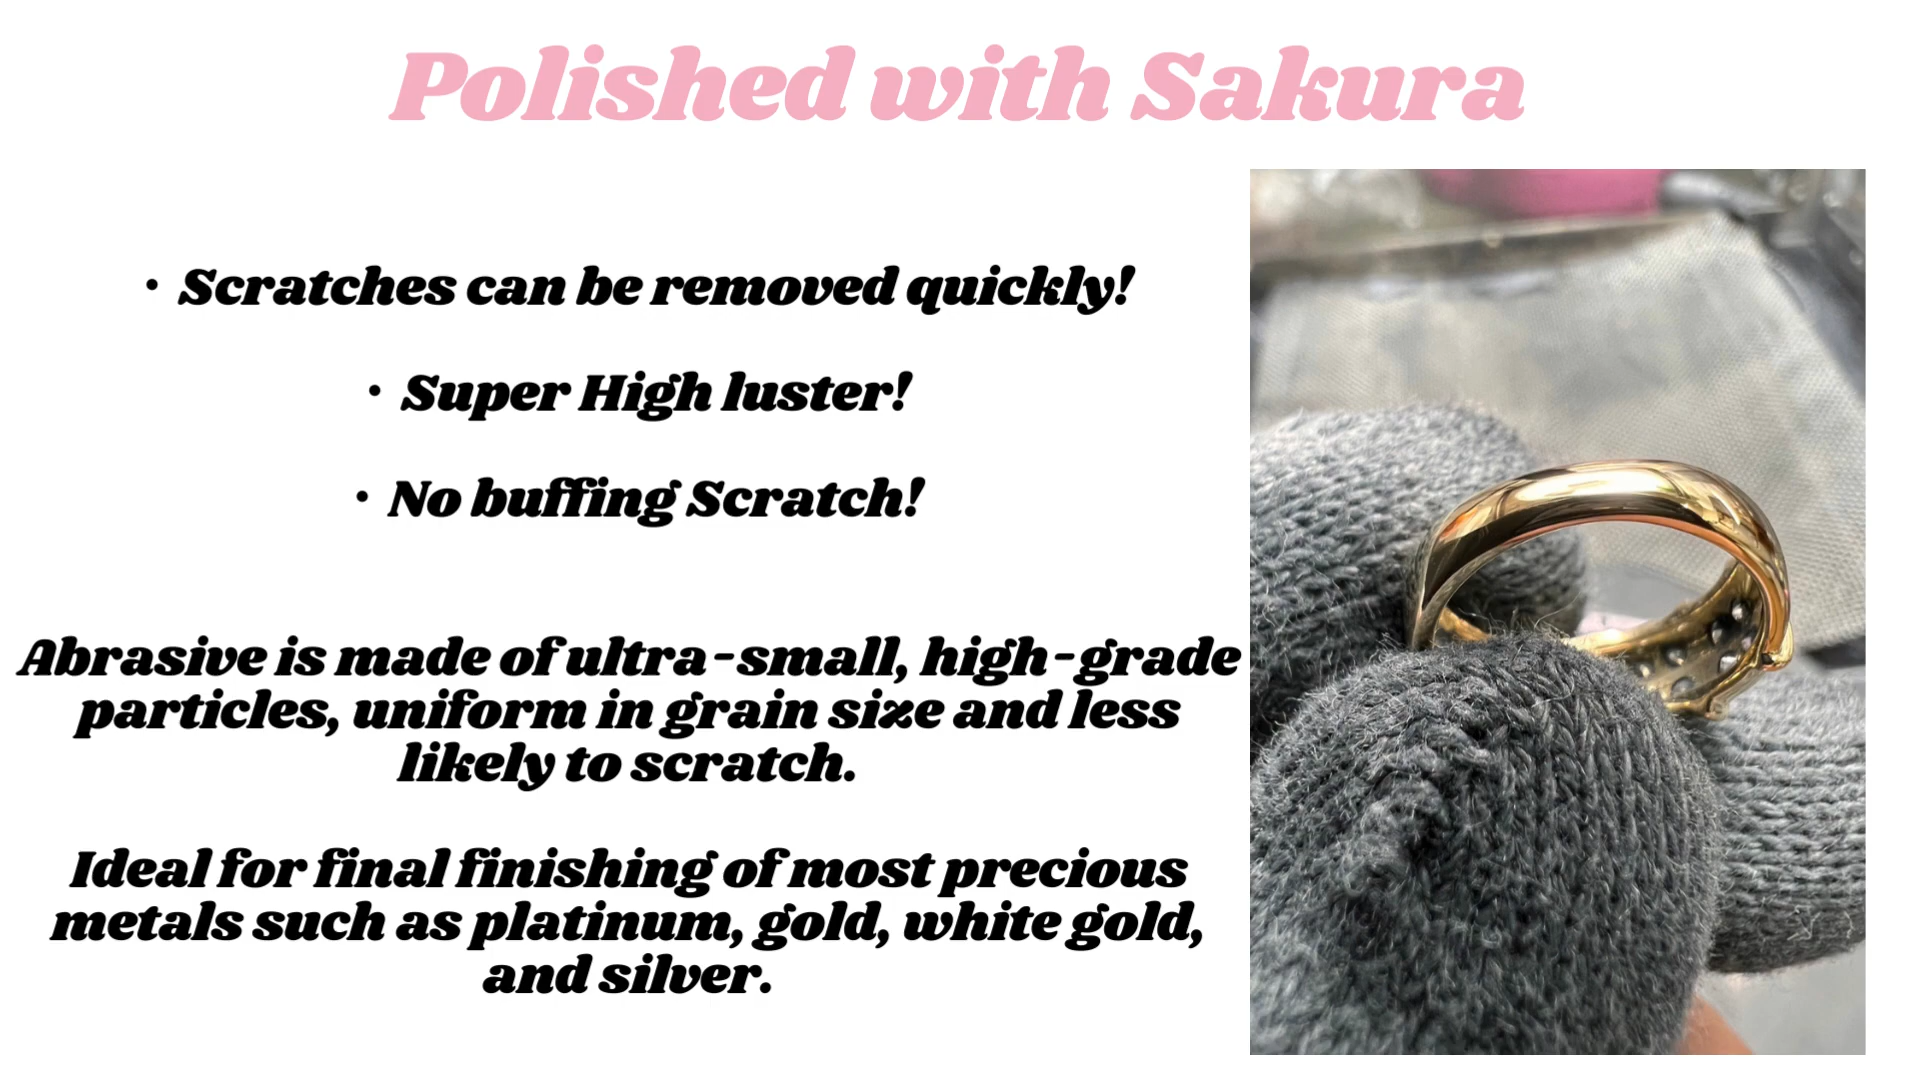 Polished with Sakura
・Scratches can be removed quickly!
・Super High luster!
・No buffing Scratch!
Abrasive is made of ultra-small, high-grade
particles, uniform in grain size and less
likely to scratch.
Ideal for final finishing of most precious
metals such as platinum, gold, white gold,
and silver.